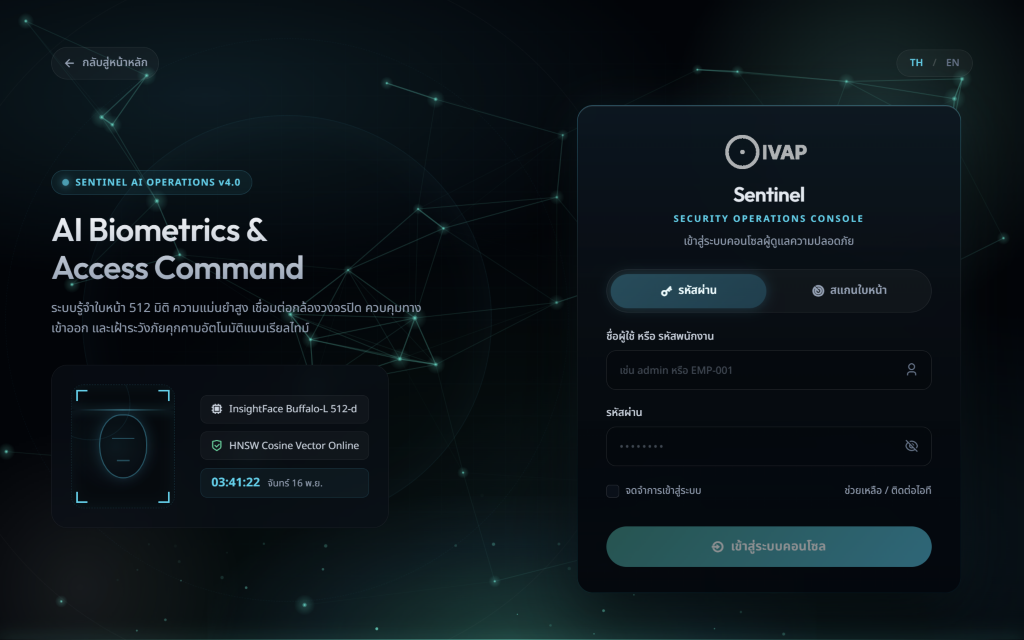 กลับสู่หน้าหลัก
TH / EN
SENTINEL AI OPERATIONS v4.0
AI Biometrics &
Access Command
ระบบรู้จำใบหน้า 512 มิติ ความแม่นยำสูง เชื่อมต่อกล้องวงจรปิด ควบคุมทาง
เข้าออก และเฝ้าระวังภัยคุกคามอัตโนมัติแบบเรียลไทม์
InsightFace Buffalo-L 512-d
HNSW Cosine Vector Online
03:41:22 จันทร์ 16 พ.ย.
IVAP
Sentinel
SECURITY OPERATIONS CONSOLE
เข้าสู่ระบบคอนโซลผู้ดูแลความปลอดภัย
รหัสผ่าน
สแกนใบหน้า
ชื่อผู้ใช้ หรือ รหัสพนักงาน
เช่น admin หรือ EMP-001
รหัสผ่าน
••••••••
จดจำการเข้าสู่ระบบ
ช่วยเหลือ / ติดต่อไอที
เข้าสู่ระบบคอนโซล